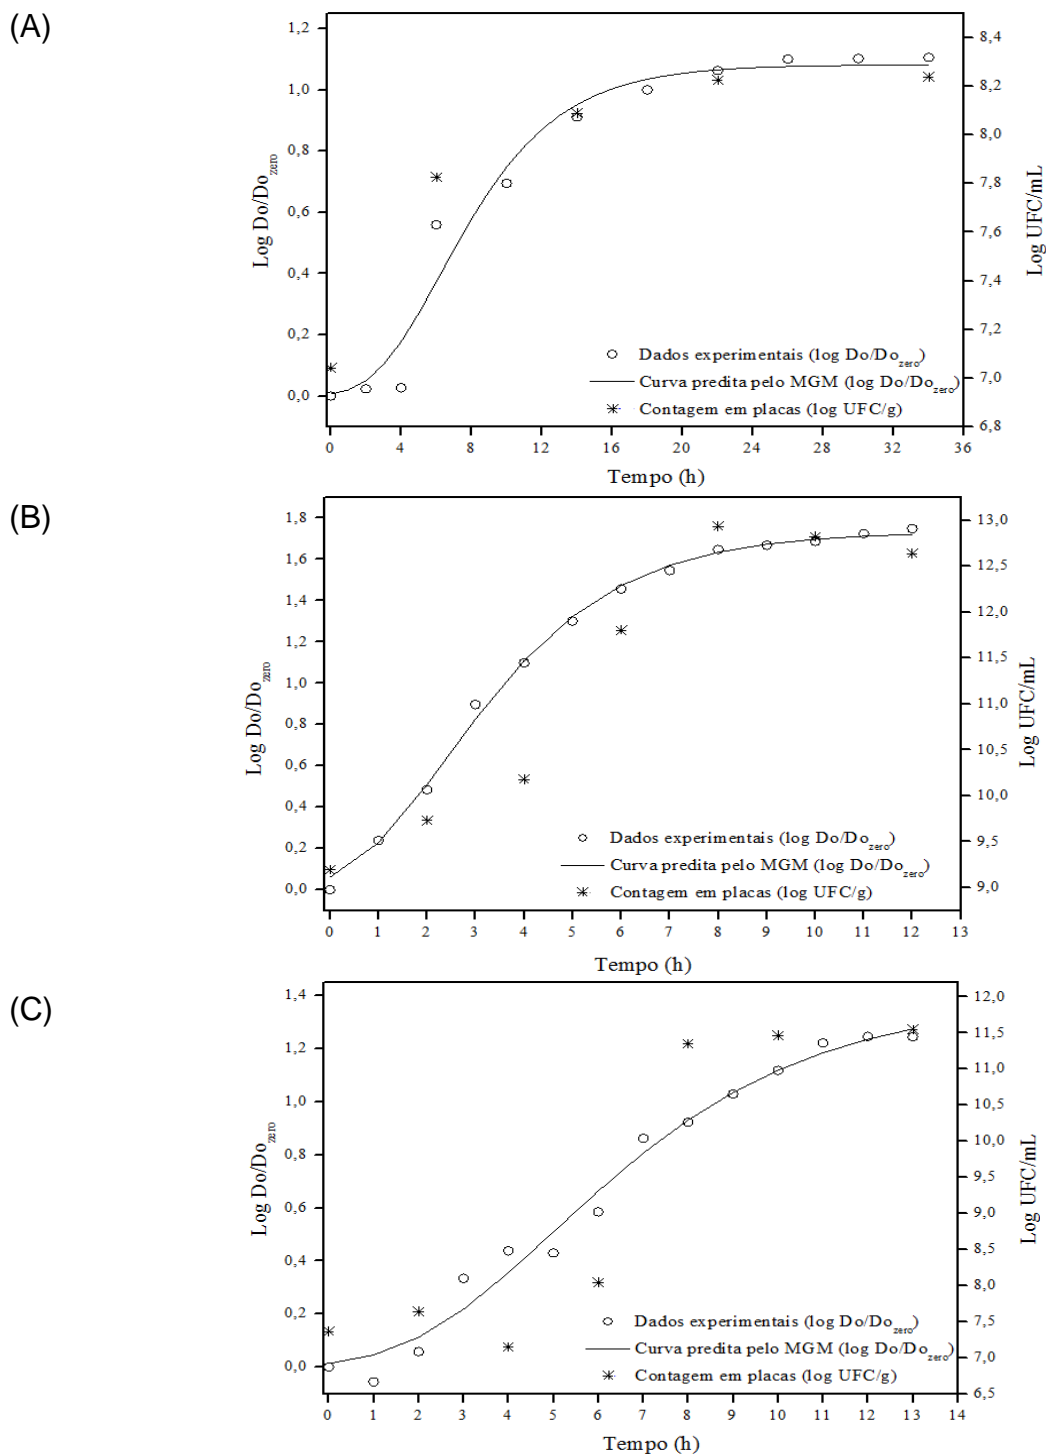 (A)
1,2
1,0
0,8
0,6
0,4
0,2
0,0
Log Do/Do zero
8,4
8,2
8,0
7,8
7,6
7,4
7,2
7,0
6,8
Log UFC/mL
Dados experimentais (log Do/Do zero)
Curva predita pelo MGM (log Do/Do zero)
Contagem em placas (log UFC/g)
0 4 8 12 16 20 24 28 32 36
Tempo (h)
(B)
1,8
1,6
1,4
1,2
1,0
0,8
0,6
0,4
0,2
0,0
Log Do/Do zero
13,0
12,5
12,0
11,5
11,0
10,5
10,0
9,5
9,0
Log UFC/mL
Dados experimentais (log Do/Do zero)
Curva predita pelo MGM (log Do/Do zero)
Contagem em placas (log UFC/g)
0 1 2 3 4 5 6 7 8 9 10 11 12 13
Tempo (h)
(C)
1,4
1,2
1,0
0,8
0,6
0,4
0,2
0,0
Log Do/Do zero
12,0
11,5
11,0
10,5
10,0
9,5
9,0
8,5
8,0
7,5
7,0
6,5
Log UFC/mL
Dados experimentais (log Do/Do zero)
Curva predita pelo MGM (log Do/Do zero)
Contagem em placas (log UFC/g)
0 1 2 3 4 5 6 7 8 9 10 11 12 13 14
Tempo (h)